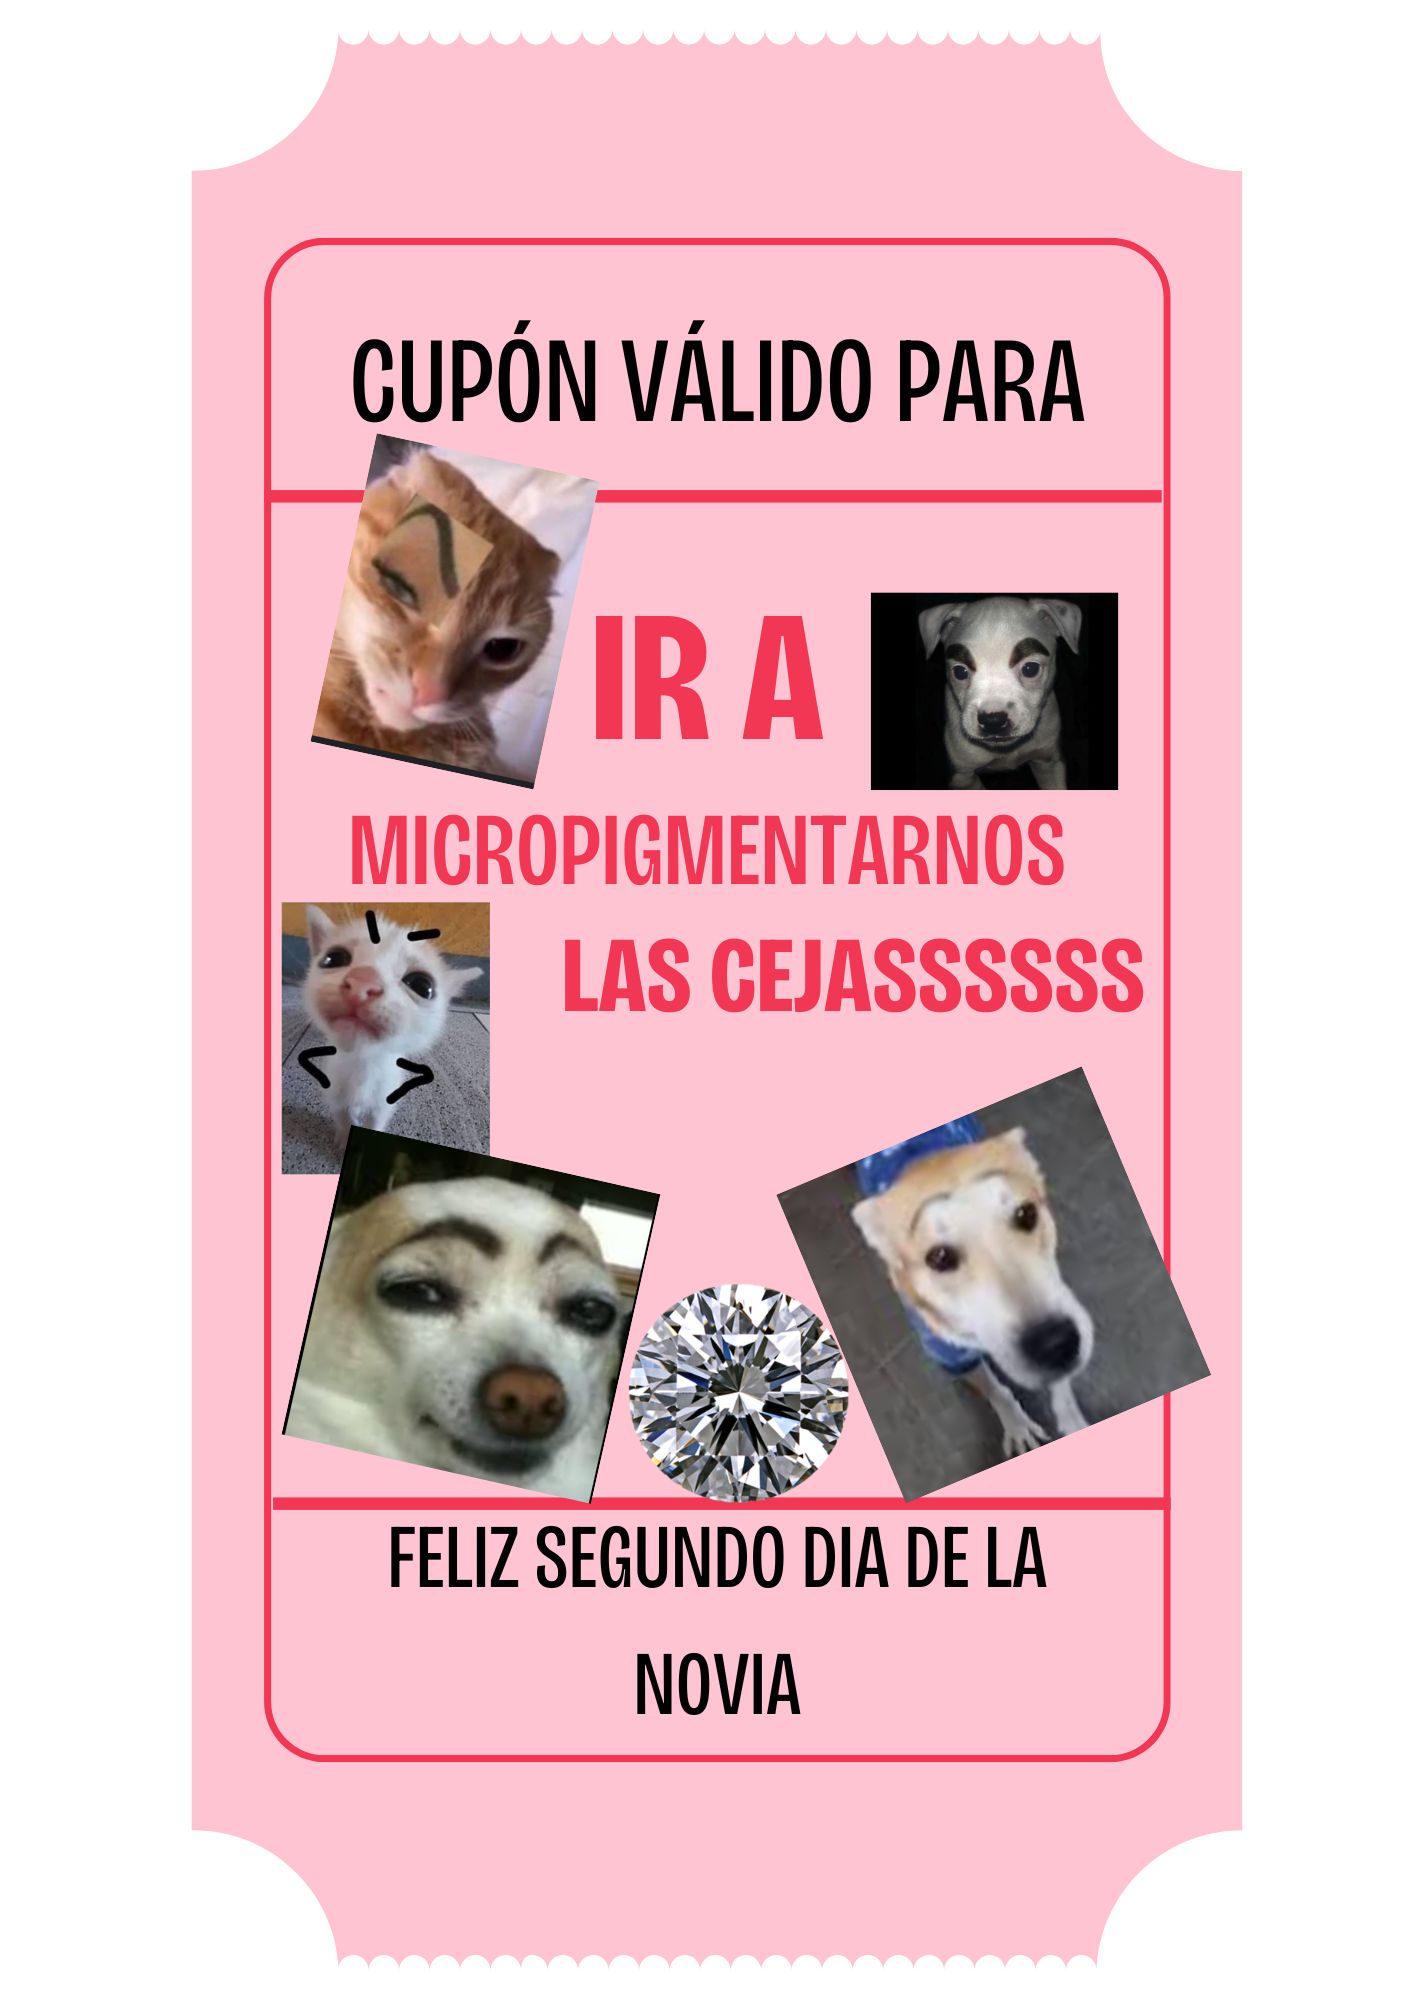 CUPÓN VÁLIDO PARA
IR A
MICROPIGMENTARNOS
LAS CEJASSSSSS
FELIZ SEGUNDO DIA DE LA
NOVIA